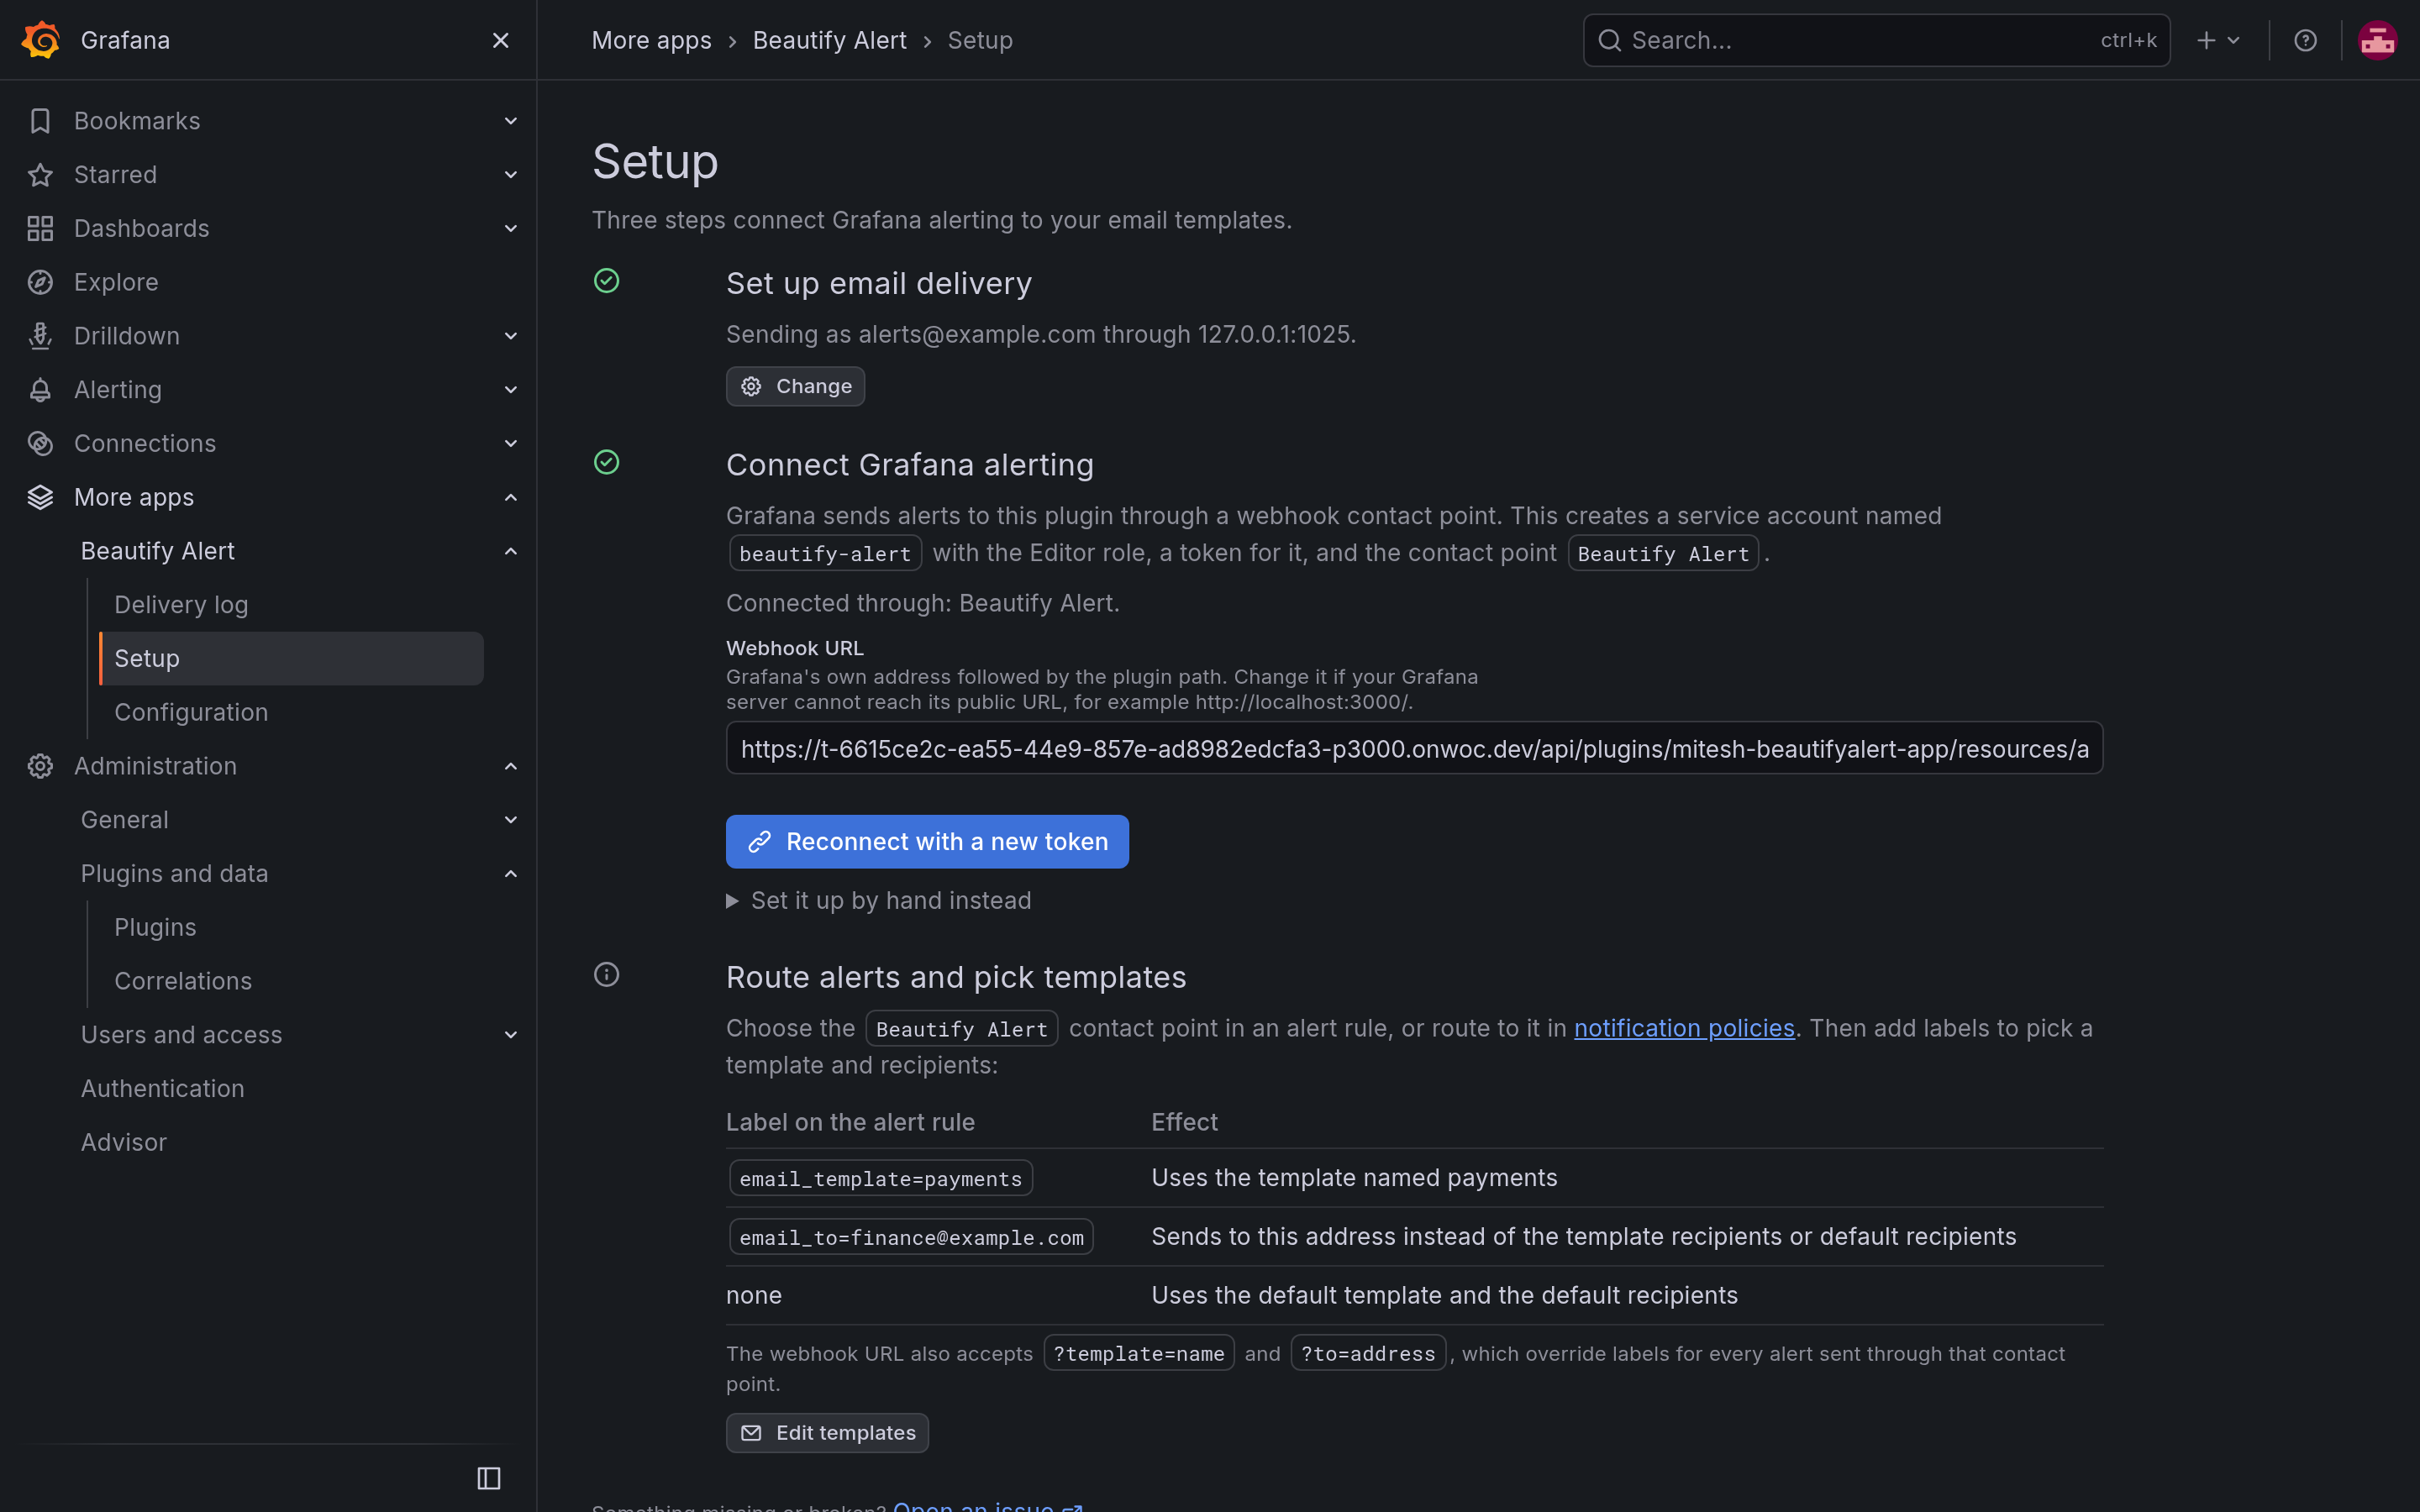 Grafana
More apps › Beautify Alert › Setup
Search...
ctrl+k
Bookmarks
Starred
Dashboards
Explore
Drilldown
Alerting
Connections
More apps
Beautify Alert
Delivery log
Setup
Configuration
Administration
General
Plugins and data
Plugins
Correlations
Users and access
Authentication
Advisor
Setup
Three steps connect Grafana alerting to your email templates.
Set up email delivery
Sending as alerts@example.com through 127.0.0.1:1025.
Change
Connect Grafana alerting
Grafana sends alerts to this plugin through a webhook contact point. This creates a service account named
beautify-alert with the Editor role, a token for it, and the contact point Beautify Alert.
Connected through: Beautify Alert.
Webhook URL
Grafana's own address followed by the plugin path. Change it if your Grafana
server cannot reach its public URL, for example http://localhost:3000/.
https://t-6615ce2c-ea55-44e9-857e-ad8982edcfa3-p3000.onwoc.dev/api/plugins/mitesh-beautifyalert-app/resources/a
Reconnect with a new token
Set it up by hand instead
Route alerts and pick templates
Choose the Beautify Alert contact point in an alert rule, or route to it in notification policies. Then add labels to pick a
template and recipients:
Label on the alert rule Effect
email_template=payments Uses the template named payments
email_to=finance@example.com Sends to this address instead of the template recipients or default recipients
none Uses the default template and the default recipients
The webhook URL also accepts ?template=name and ?to=address, which override labels for every alert sent through that contact
point.
Edit templates
Something missing or broken? Open an issue